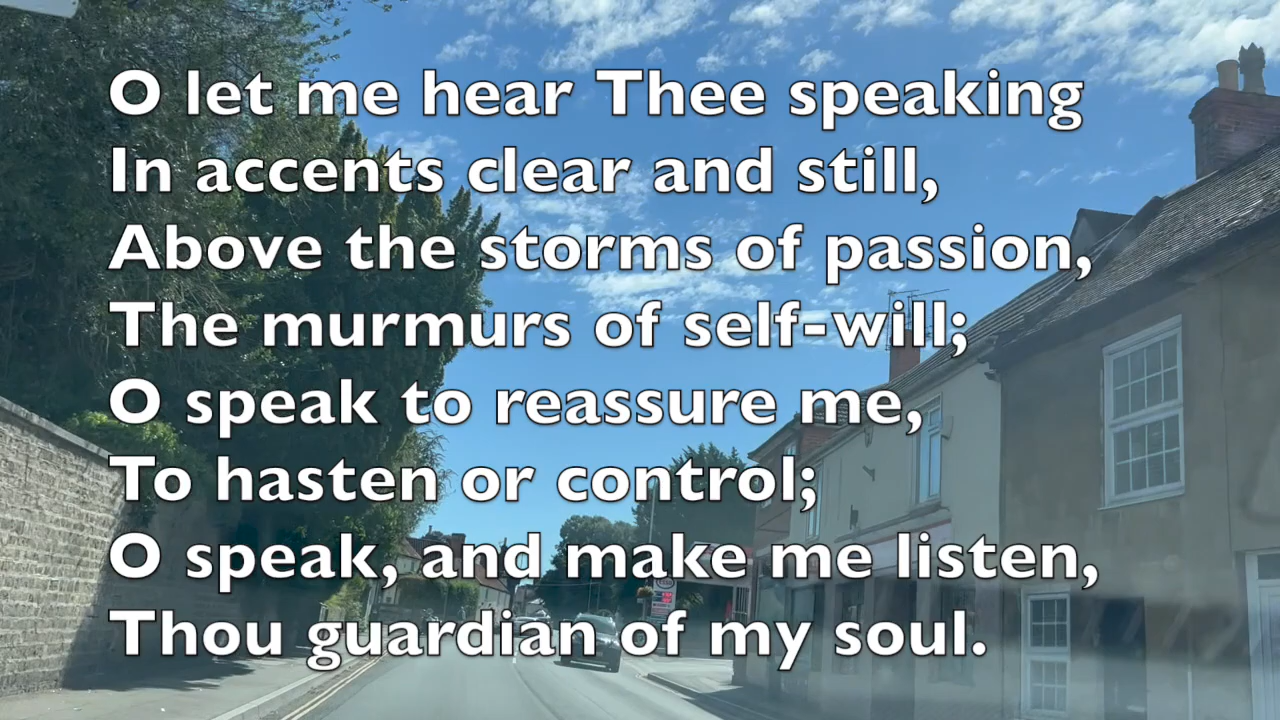 O let me hear Thee speaking
In accents clear and still,
Above the storms of passion,
The murmurs of self-will;
O speak to reassure me,
To hasten or control;
O speak, and make me listen,
Thou guardian of my soul.